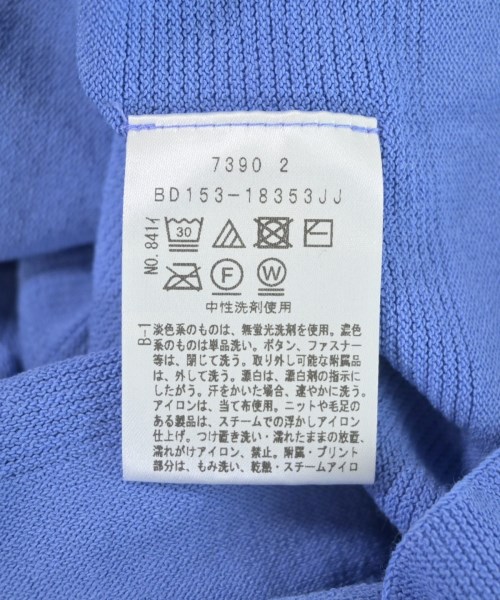 7390 2
BD153-18353JJ
NO.841イ
30
F
W
中性洗剤使用
B-1
淡色系のものは、無蛍光洗剤を使用。濃色
系のものは単品洗い。ボタン、ファスナー
等は、閉じて洗う。取り外し可能な附属品
は、外して洗う。漂白は、漂白剤の指示に
したがう。汗をかいた場合、速やかに洗う。
アイロンは、当て布使用。ニットや毛足の
ある製品は、スチームでの浮かしアイロン
仕上げ。つけ置き洗い・濡れたままの放置、
濡れがけアイロン、禁止。附属・プリント
部分は、もみ洗い、乾燥・スチームアイロ